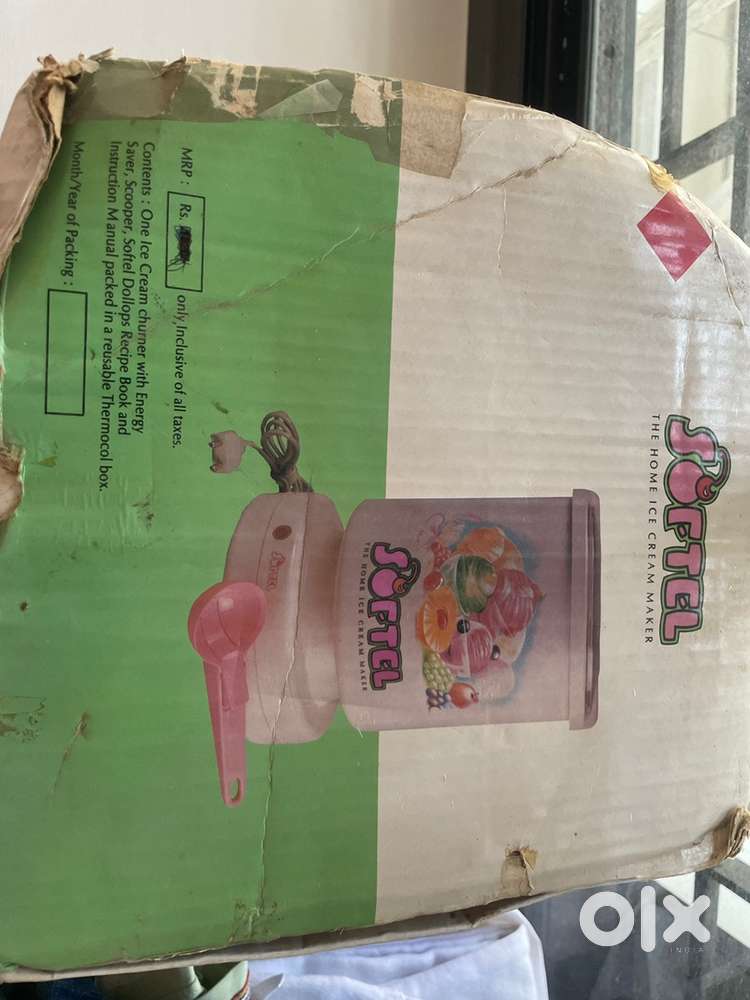 SOFTEL
THE HOME ICE CREAM MAKER
SOFTEL
THE HOME ICE CREAM MAKER
SOFTEL
MRP : Rs. only, Inclusive of all taxes.
Contents : One Ice Cream churner with Energy
Saver, Scooper, Softel Dollops Recipe Book and
Instruction Manual packed in a reusable Thermocol box.
Month/Year of Packing :
olx
INDIA